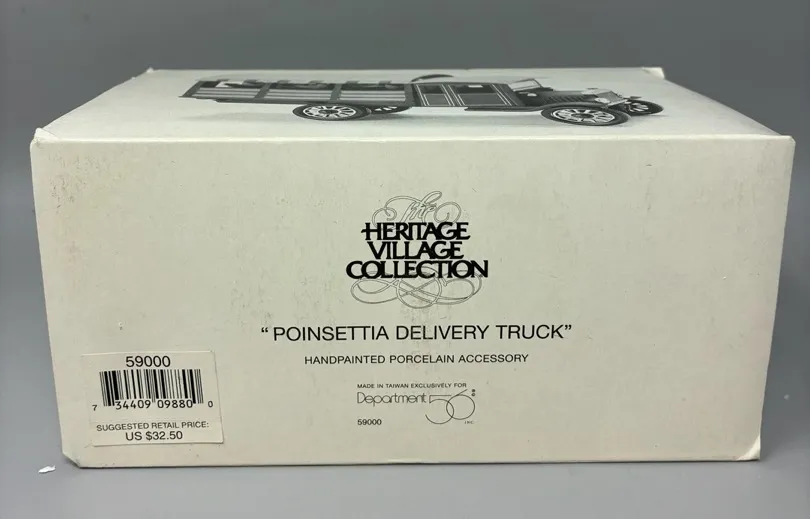 The
HERITAGE
VILLAGE
COLLECTION
“POINSETTIA DELIVERY TRUCK”
HANDPAINTED PORCELAIN ACCESSORY
MADE IN TAIWAN EXCLUSIVELY FOR
Department 56®
INC.
59000
59000
7 34409 09880 0
SUGGESTED RETAIL PRICE:
US $32.50